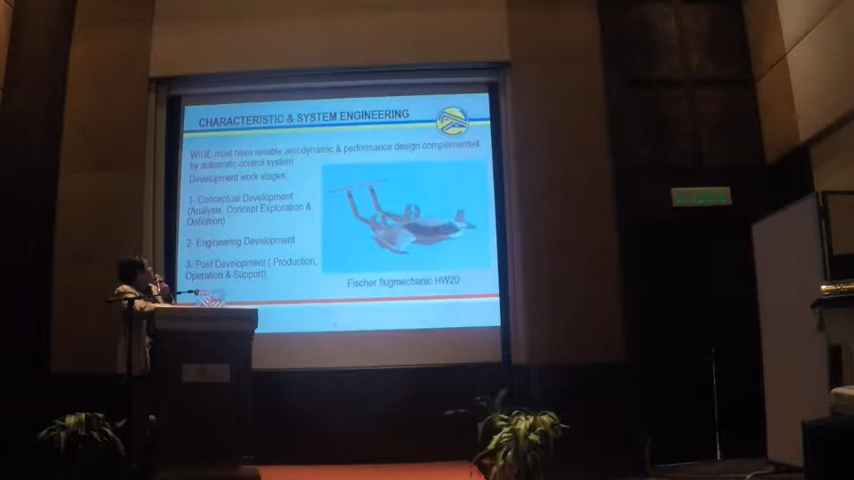 CHARACTERISTIC & SYSTEM ENGINEERING
WIGE must have reliable aerodynamic & performance design complemented
by automatic control system
Development work stages:
1- Conceptual Development
(Analysis, Concept Exploration &
Definition)
2- Engineering Development
3- Post Development ( Production,
Operation & Support)
Fischer flugmechanic HW20